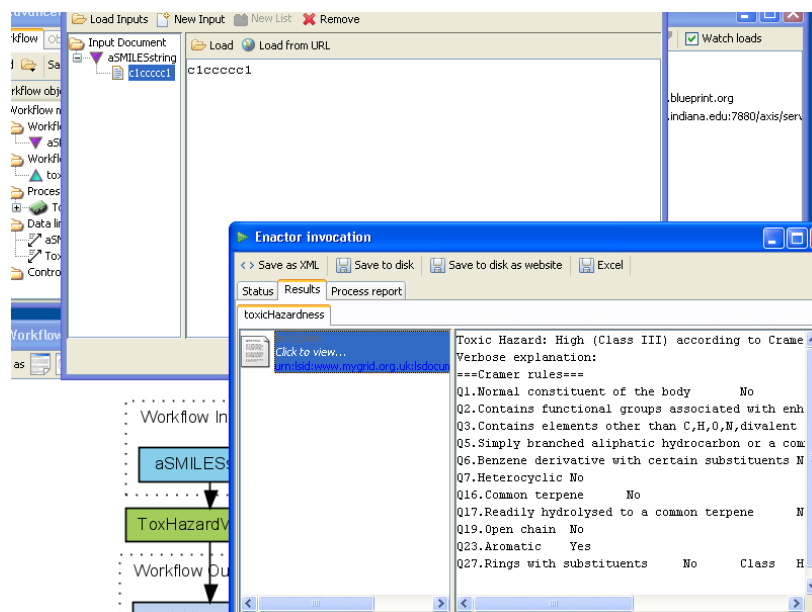 Load Inputs New Input New List Remove
Input Document
aSMILESstring
c1ccccc1
Load Load from URL
c1ccccc1
Watch loads
.blueprint.org
.indiana.edu:7880/axis/serv
Enactor invocation
<> Save as XML Save to disk Save to disk as website Excel
Status Results Process report
toxicHazardness
Click to view...
urn:lsid:www.mygrid.org.uk:lsdocum
Toxic Hazard: High (Class III) according to Crame
Verbose explanation:
===Cramer rules===
Q1.Normal constituent of the body No
Q2.Contains functional groups associated with enh
Q3.Contains elements other than C,H,O,N,divalent
Q5.Simply branched aliphatic hydrocarbon or a com
Q6.Benzene derivative with certain substituents N
Q7.Heterocyclic No
Q16.Common terpene No
Q17.Readily hydrolysed to a common terpene N
Q19.Open chain No
Q23.Aromatic Yes
Q27.Rings with substituents No Class H
Workflow
as
Workflow In
aSMILESs
ToxHazardV
Workflow Ou